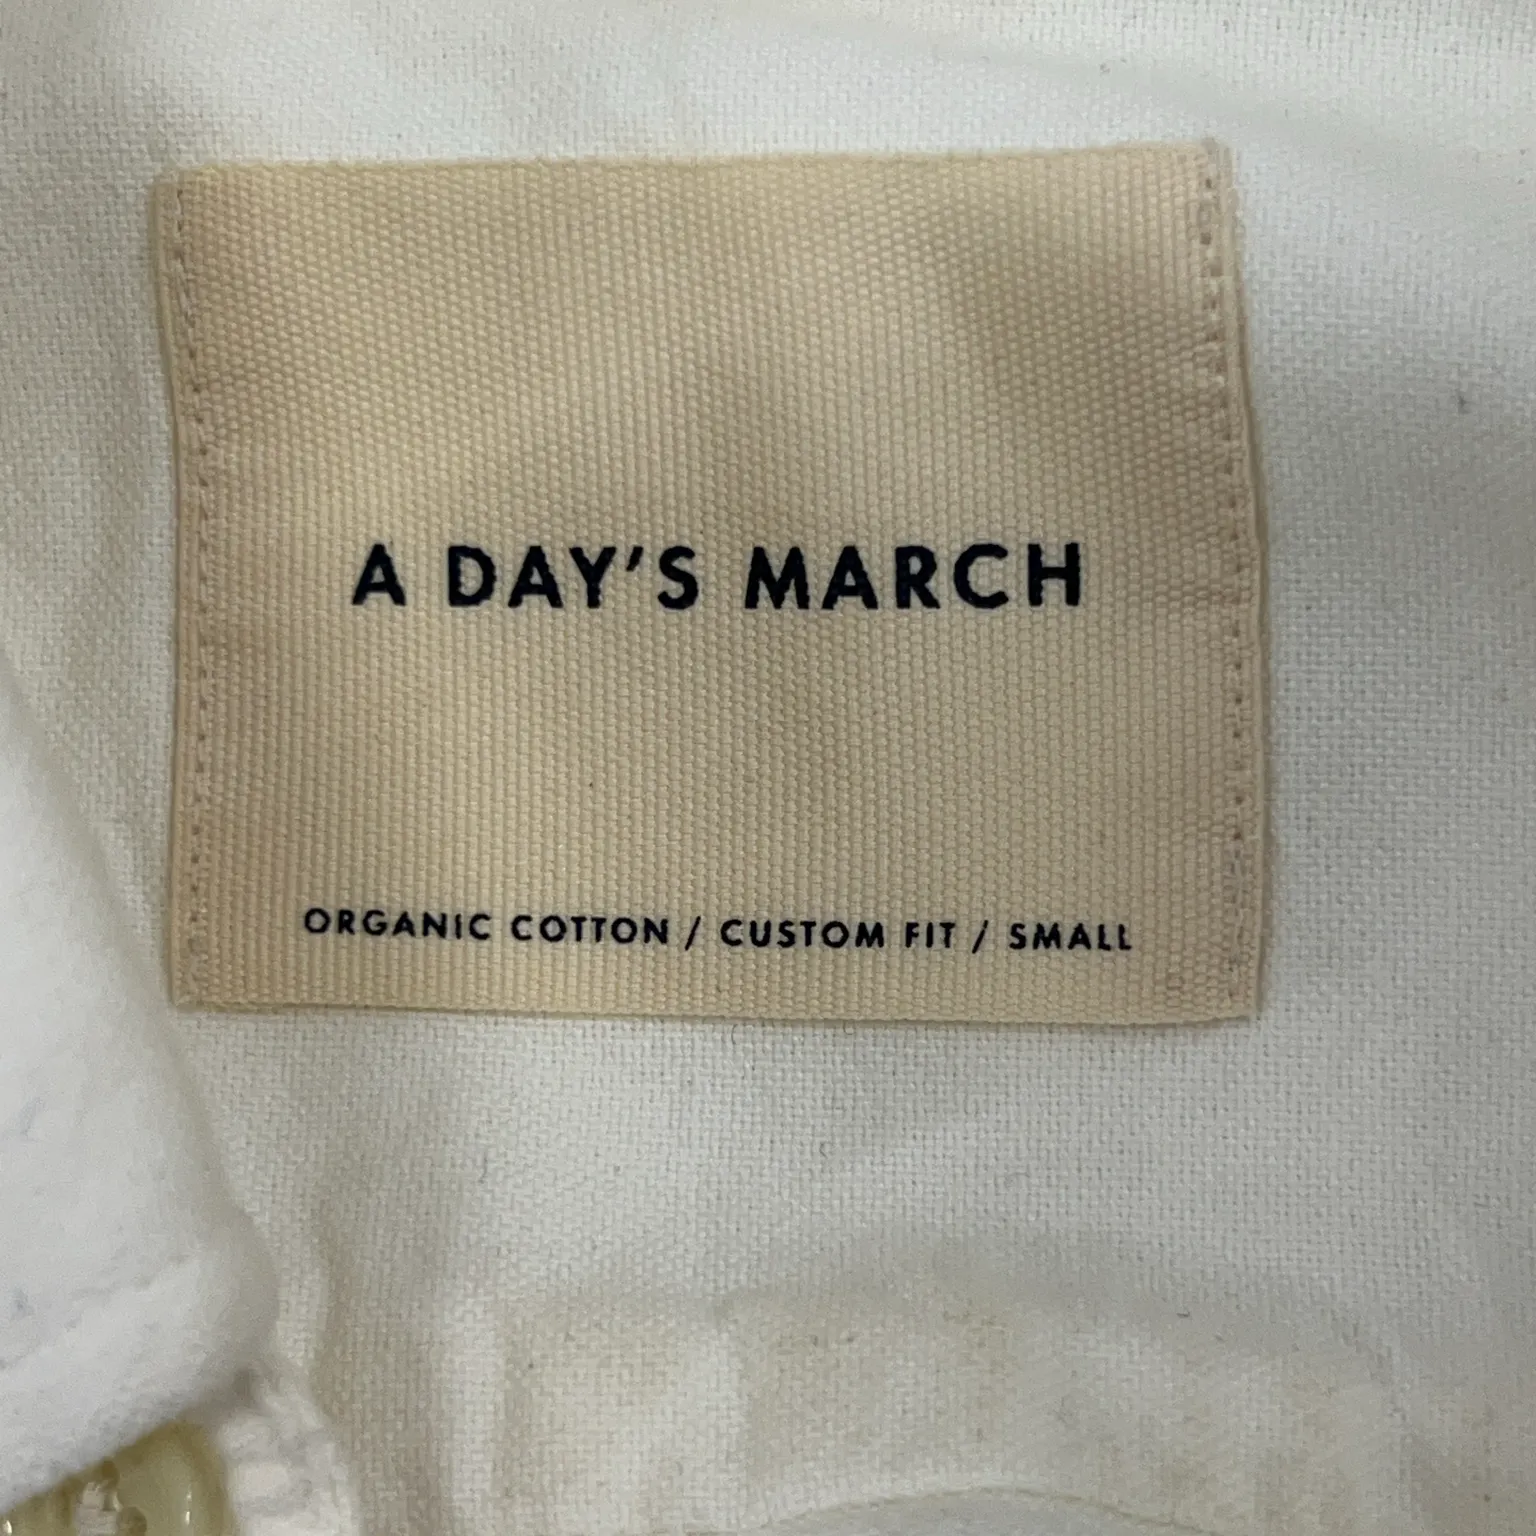 A DAY'S MARCH
ORGANIC COTTON / CUSTOM FIT / SMALL